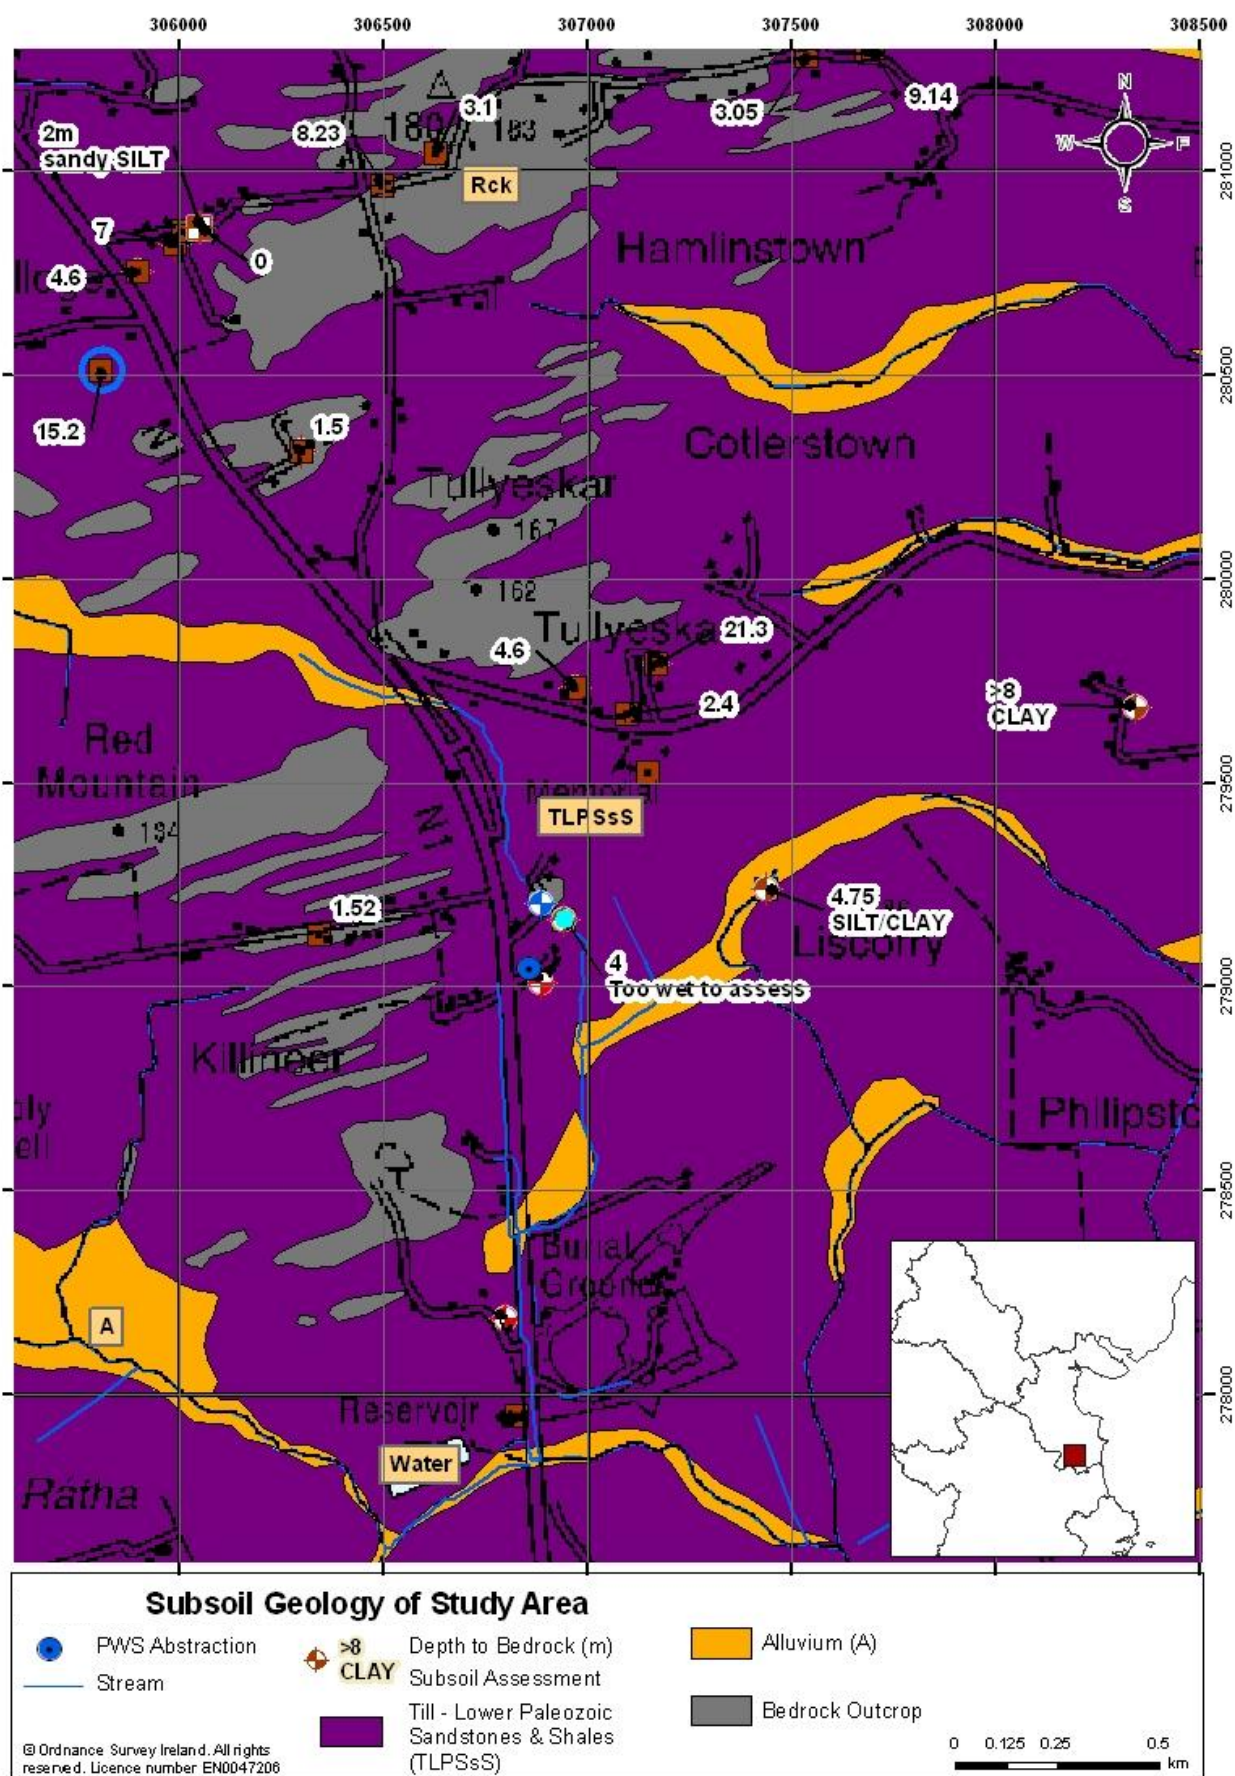 306000 306500 307000 307500 308000 308500
N
W
S
281000
280500
280000
279500
279000
278500
278000
2m
sandy SILT
8.23
180
3.1
183
3.05
9.14
Rck
7
0
4.6
Hamlinstown
15.2
1.5
Cotlerstown
Tullyeskar
167
162
Tullyeska
4.6
21.3
2.4
>8
CLAY
Red
Mountain
194
N
Memorial
TLPSsS
1.52
4.75
SILT/CLAY
Liscorry
4
Too wet to assess
Killineer
Philipsto
Burial
Ground
A
Reservoir
Water
Rátha
Subsoil Geology of Study Area
PWS Abstraction
Stream
>8
CLAY
Depth to Bedrock (m)
Subsoil Assessment
Till - Lower Paleozoic
Sandstones & Shales
(TLPSsS)
Alluvium (A)
Bedrock Outcrop
© Ordnance Survey Ireland. All rights
reserved. Licence number EN0047206
0 0.125 0.25 0.5
km